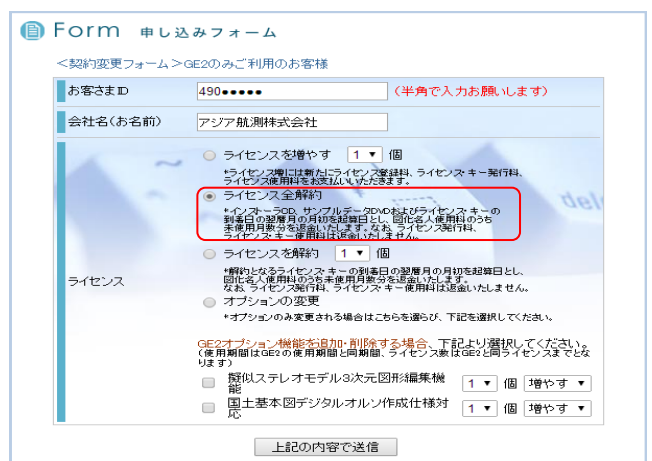 Form 申し込みフォーム
<契約変更フォーム>GE2のみご利用のお客様
お客さまID 490●●●●● (半角で入力お願いします)
会社名(お名前) アジア航測株式会社
ライセンスを増やす 1 ▼ 個
*ライセンス増には新たにライセンス登録料、ライセンス・キー発行料、
ライセンス使用料をお支払いいただきます。
ライセンス全解約
*インストーラCD、サンプルデータDVDおよびライセンス・キーの
到着日の翌暦月の月初を起算日とし、図化名人使用料のうち
未使用月数分を返金いたします。なお、ライセンス発行料、
ライセンス・キー使用料は返金いたしません。
ライセンスを解約 1 ▼ 個
*解約となるライセンス・キーの到着日の翌暦月の月初を起算日とし、
図化名人使用料のうち未使用月数分を返金いたします。
なお、ライセンス発行料、ライセンス・キー使用料は返金いたしません。
ライセンス
オプションの変更
*オプションのみ変更される場合はこちらを選び、下記を選択してください。
GE2オプション機能を追加・削除する場合、下記より選択してください。
(使用期間はGE2の使用期間と同期間、ライセンス数はGE2と同ライセンスまでとな
ります)
擬似ステレオモデル3次元図形編集機
能 1 ▼ 個 増やす ▼
国土基本図デジタルオルソ作成仕様対
応 1 ▼ 個 増やす ▼
上記の内容で送信